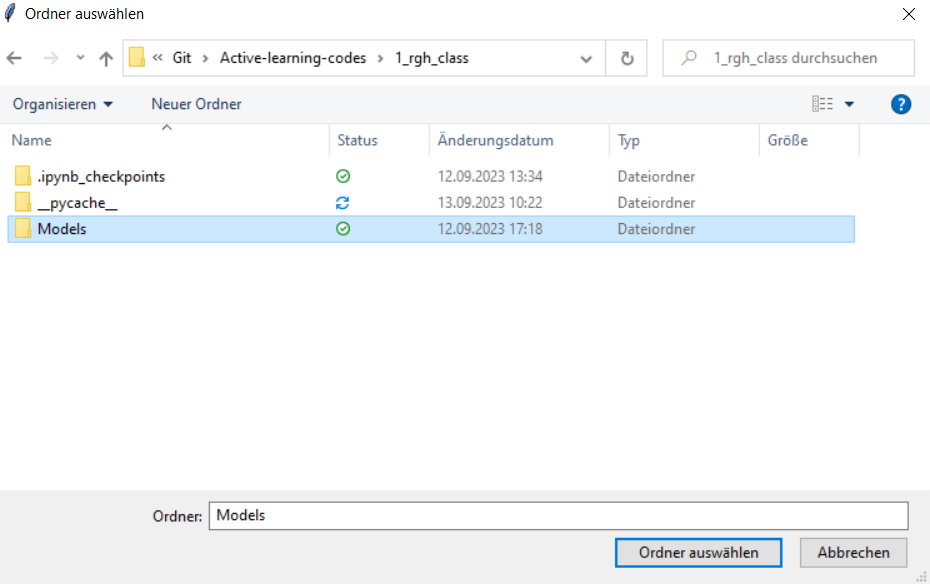 Ordner auswählen
« Git › Active-learning-codes › 1_rgh_class
1_rgh_class durchsuchen
Organisieren
Neuer Ordner
?
Name
Status
Änderungsdatum
Typ
Größe
.ipynb_checkpoints 12.09.2023 13:34 Dateiordner
__pycache__ 13.09.2023 10:22 Dateiordner
Models 12.09.2023 17:18 Dateiordner
Ordner: Models
Ordner auswählen
Abbrechen